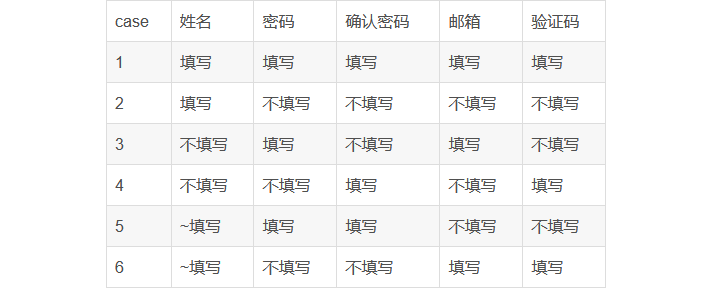 case 姓名 密码 确认密码 邮箱 验证码
1 填写 填写 填写 填写 填写
2 填写 不填写 不填写 不填写 不填写
3 不填写 填写 不填写 填写 不填写
4 不填写 不填写 填写 不填写 填写
5 ~填写 填写 填写 不填写 不填写
6 ~填写 不填写 不填写 填写 填写